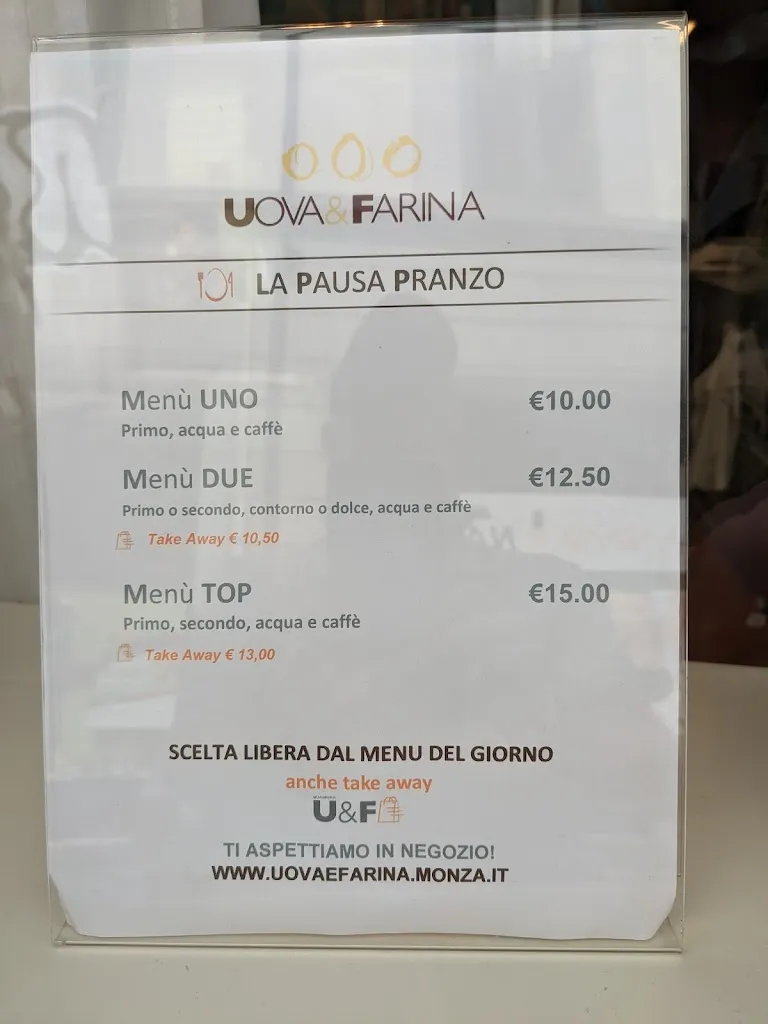 UOVA&FARINA
LA PAUSA PRANZO
Menù UNO €10.00
Primo, acqua e caffè
Menù DUE €12.50
Primo o secondo, contorno o dolce, acqua e caffè
Take Away € 10,50
Menù TOP €15.00
Primo, secondo, acqua e caffè
Take Away € 13,00
SCELTA LIBERA DAL MENU DEL GIORNO
anche take away
U&F
TI ASPETTIAMO IN NEGOZIO!
WWW.UOVAEFARINA.MONZA.IT